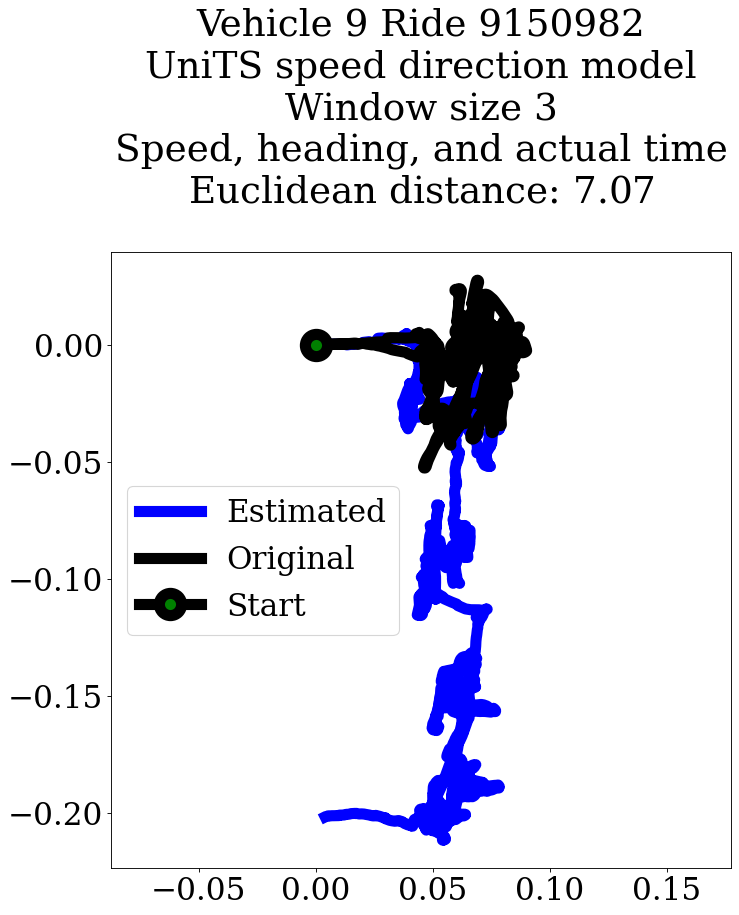 Vehicle 9 Ride 9150982
UniTS speed direction model
Window size 3
Speed, heading, and actual time
Euclidean distance: 7.07
0.00
−0.05
−0.10
−0.15
−0.20
Estimated
Original
Start
−0.05 0.00 0.05 0.10 0.15